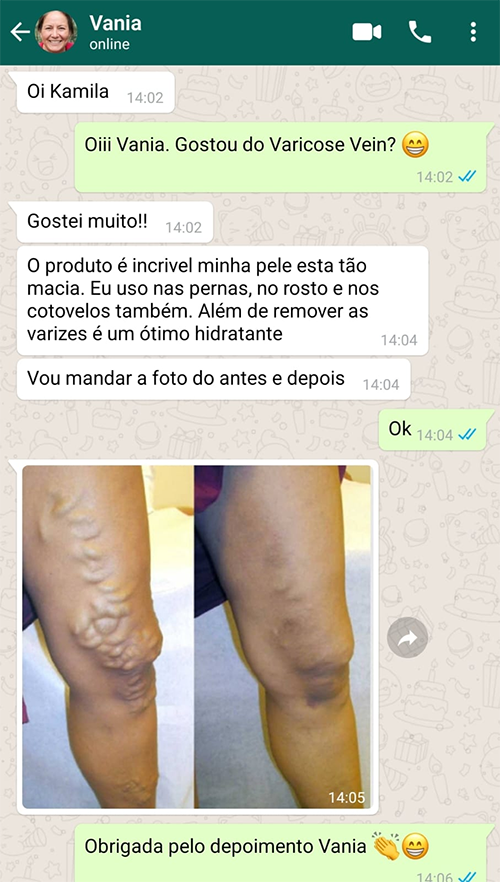 Vania
online
Oi Kamila 14:02
Oiii Vania. Gostou do Varicose Vein? 😁
14:02
Gostei muito!! 14:02
O produto é incrivel minha pele esta tão
macia. Eu uso nas pernas, no rosto e nos
cotovelos também. Além de remover as
varizes é um ótimo hidratante 14:04
Vou mandar a foto do antes e depois 14:04
Ok 14:04
14:05
Obrigada pelo depoimento Vania 👏😁
14:06